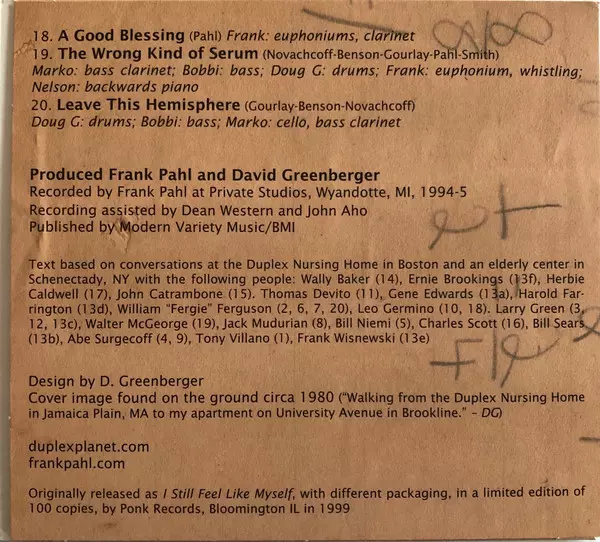 18. A Good Blessing (Pahl) Frank: euphoniums, clarinet
19. The Wrong Kind of Serum (Novachcoff-Benson-Gourlay-Pahl-Smith)
Marko: bass clarinet; Bobbi: bass; Doug G: drums; Frank: euphonium, whistling;
Nelson: backwards piano
20. Leave This Hemisphere (Gourlay-Benson-Novachcoff)
Doug G: drums; Bobbi: bass; Marko: cello, bass clarinet
Produced Frank Pahl and David Greenberger
Recorded by Frank Pahl at Private Studios, Wyandotte, MI, 1994-5
Recording assisted by Dean Western and John Aho
Published by Modern Variety Music/BMI
Text based on conversations at the Duplex Nursing Home in Boston and an elderly center in
Schenectady, NY with the following people: Wally Baker (14), Ernie Brookings (13f), Herbie
Caldwell (17), John Catrambone (15). Thomas Devito (11), Gene Edwards (13a), Harold Far-
rington (13d), William “Fergie” Ferguson (2, 6, 7, 20), Leo Germino (10, 18). Larry Green (3,
12, 13c), Walter McGeorge (19), Jack Mudurian (8), Bill Niemi (5), Charles Scott (16), Bill Sears
(13b), Abe Surgecoff (4, 9), Tony Villano (1), Frank Wisnewski (13e)
Design by D. Greenberger
Cover image found on the ground circa 1980 (“Walking from the Duplex Nursing Home
in Jamaica Plain, MA to my apartment on University Avenue in Brookline.” – DG)
duplexplanet.com
frankpahl.com
Originally released as I Still Feel Like Myself, with different packaging, in a limited edition of
100 copies, by Ponk Records, Bloomington IL in 1999